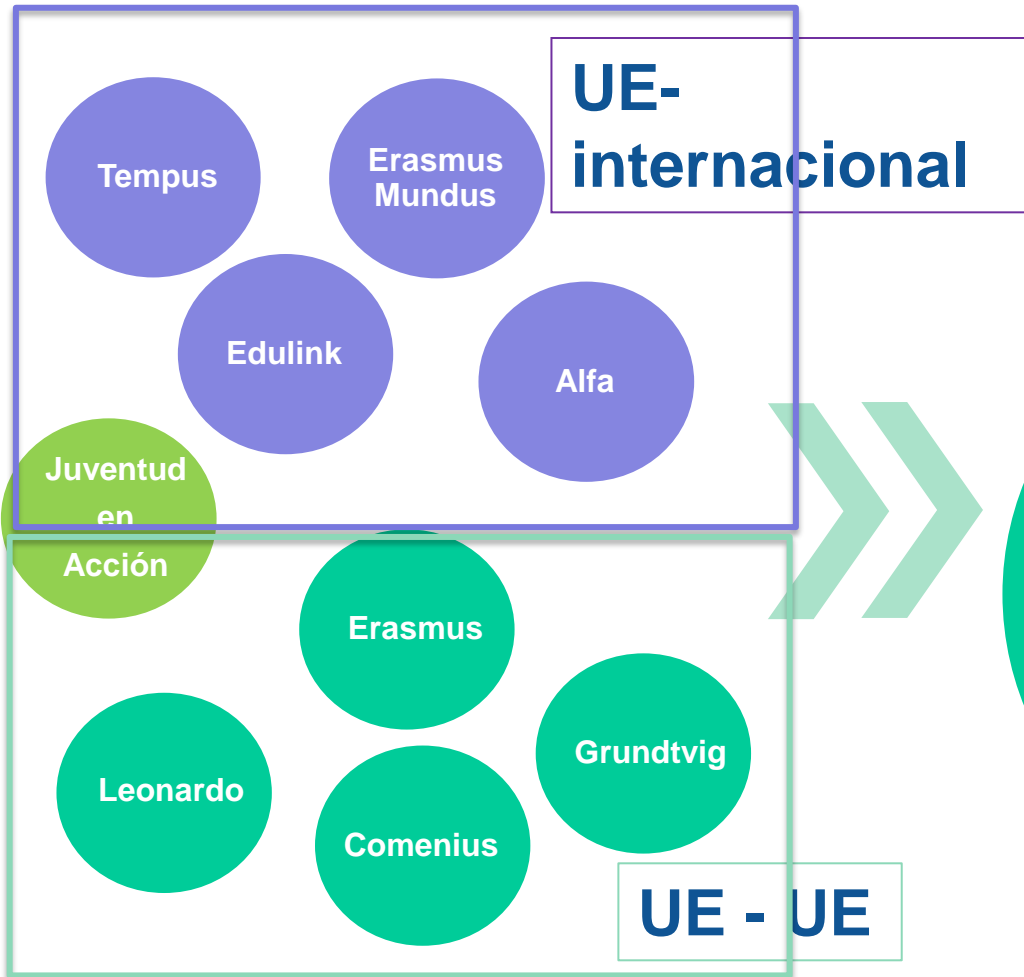 UE-
internacional
Tempus
Erasmus
Mundus
Edulink
Alfa
Juventud
en
Acción
Erasmus
Grundtvig
Leonardo
Comenius
UE - UE